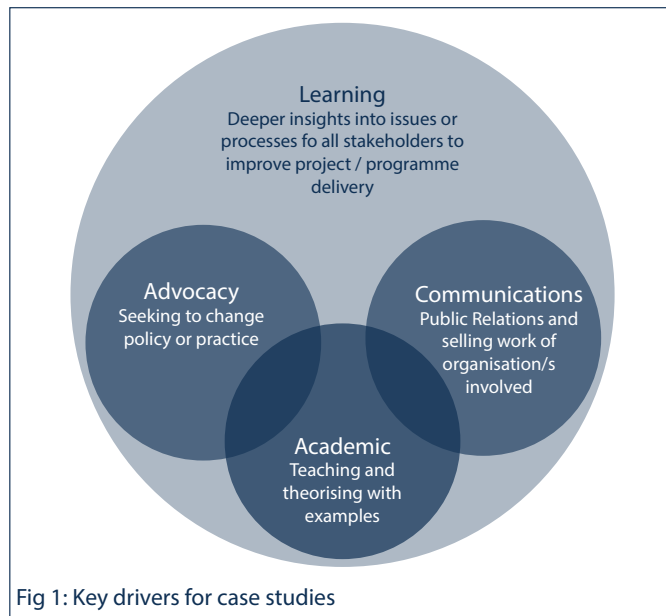 Learning
Deeper insights into issues or
processes fo all stakeholders to
improve project / programme
delivery
Advocacy
Seeking to change
policy or practice
Communications
Public Relations and
selling work of
organisation/s
involved
Academic
Teaching and
theorising with
examples
Fig 1: Key drivers for case studies